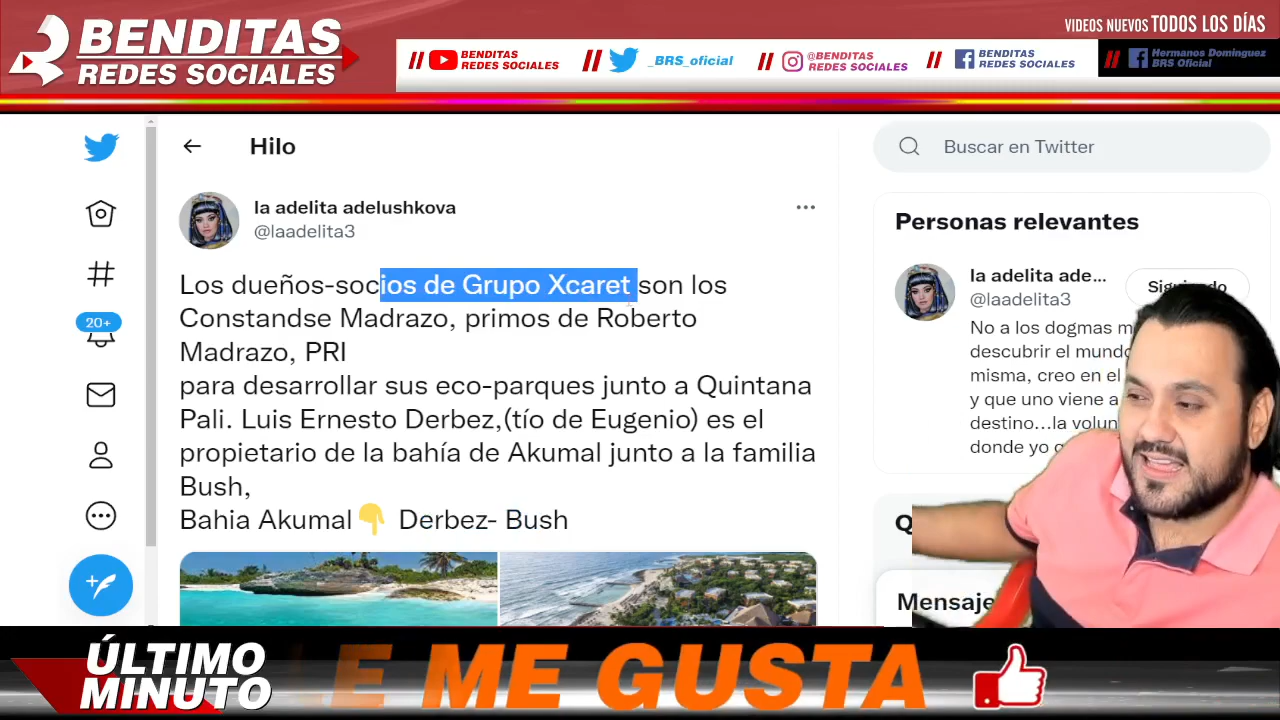 BENDITAS
REDES SOCIALES
VIDEOS NUEVOS TODOS LOS DÍAS
// BENDITAS REDES SOCIALES
// _BRS_oficial
// @BENDITAS REDES SOCIALES
// BENDITAS REDES SOCIALES
// Hermanos Dominguez BRS Oficial
Hilo
Buscar en Twitter
la adelita adelushkova
@laadelita3
Los dueños-socios de Grupo Xcaret son los
Constandse Madrazo, primos de Roberto
Madrazo, PRI
para desarrollar sus eco-parques junto a Quintana
Pali. Luis Ernesto Derbez,(tío de Eugenio) es el
propietario de la bahía de Akumal junto a la familia
Bush,
Bahia Akumal👇 Derbez- Bush
20+
Personas relevantes
la adelita ade...
@laadelita3
Siguiendo
No a los dogmas
descubrir el mundo
misma, creo en el
y que uno viene a
destino...la
donde yo
Mensaje
ÚLTIMO
MINUTO
LE ME GUSTA